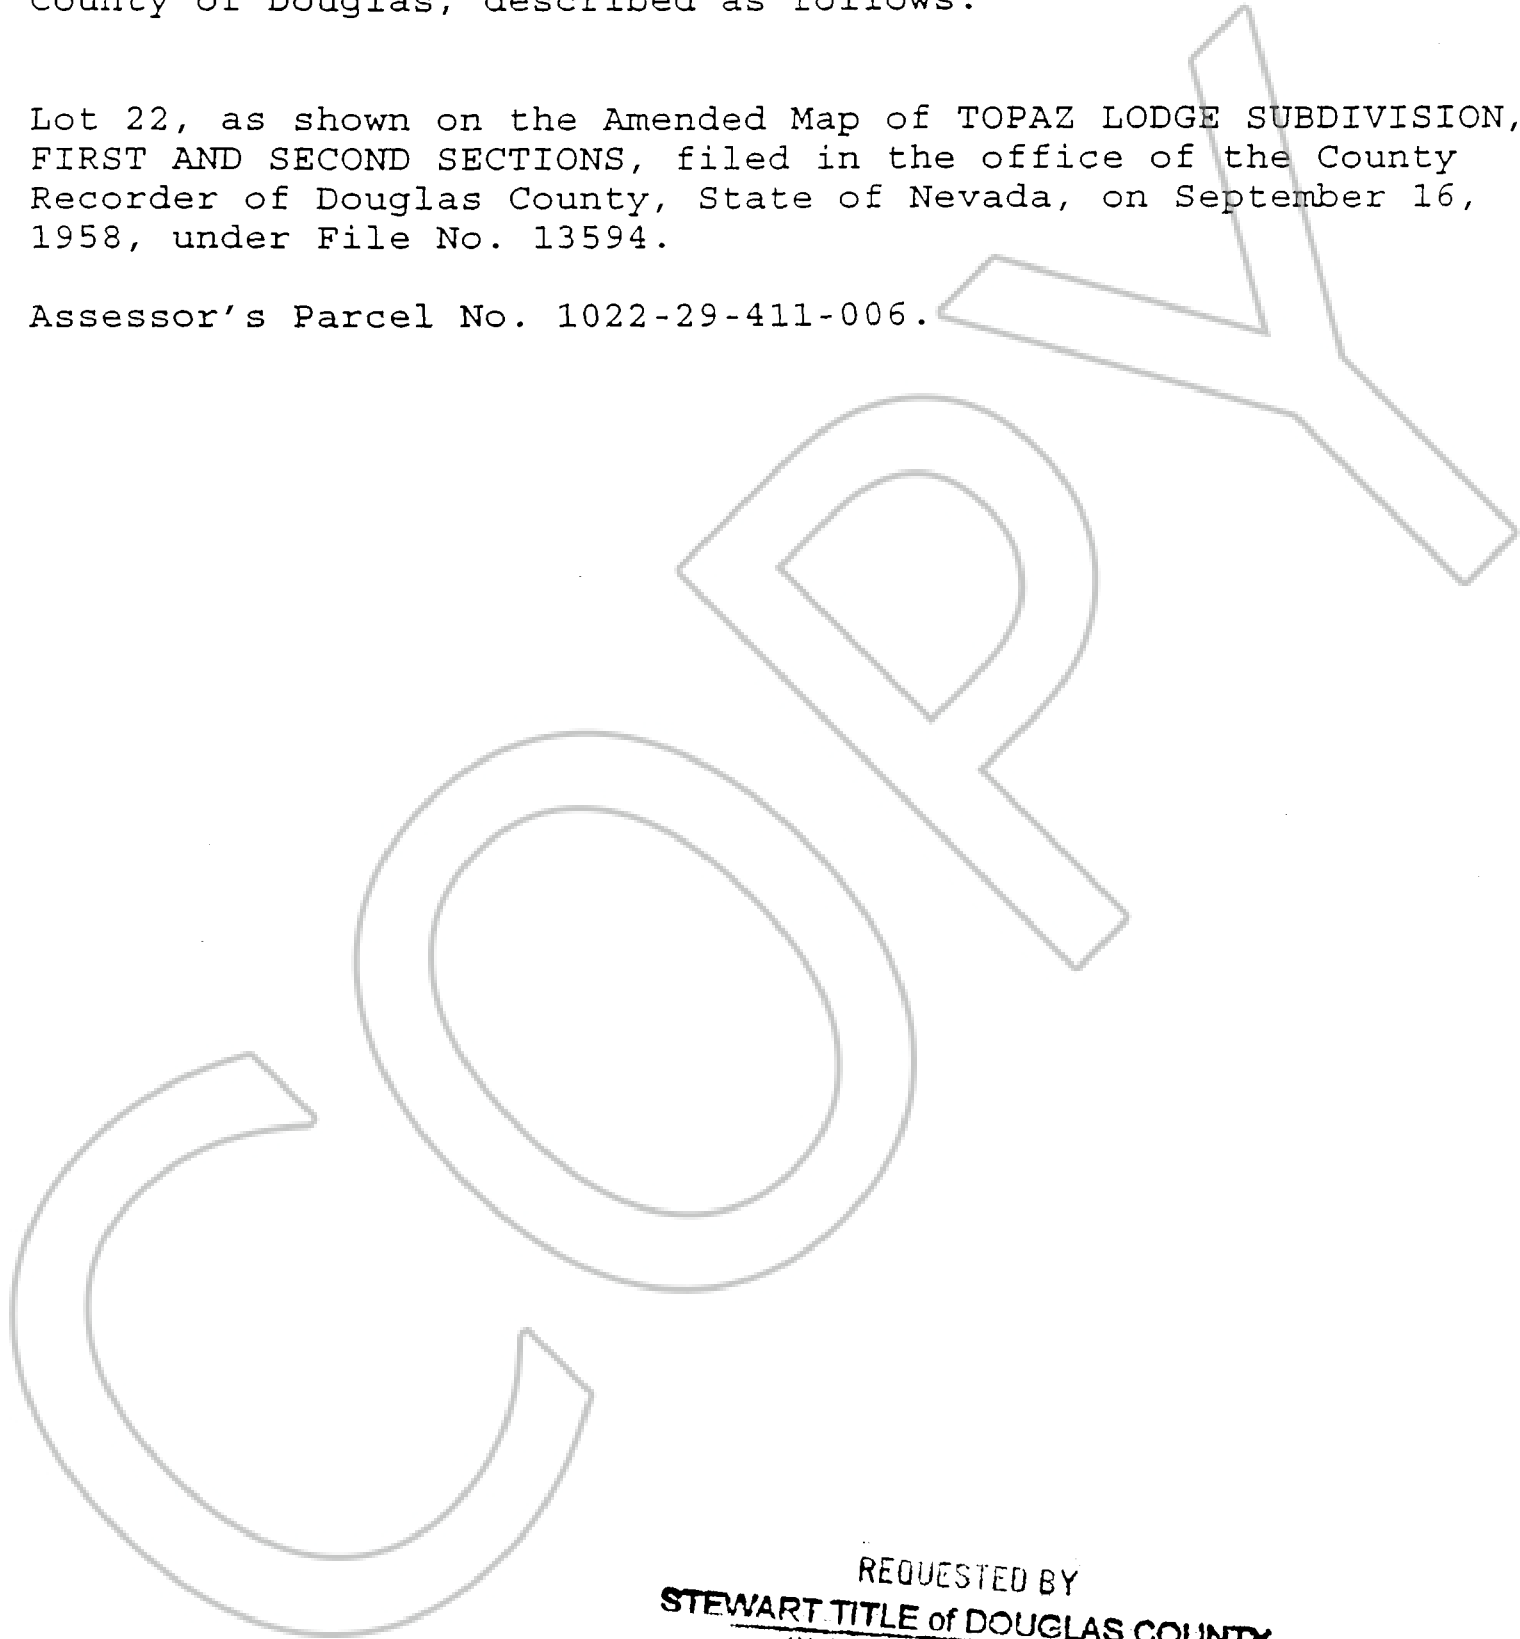 County of Douglas, described as follows:
Lot 22, as shown on the Amended Map of TOPAZ LODGE SUBDIVISION,
FIRST AND SECOND SECTIONS, filed in the office of the County
Recorder of Douglas County, State of Nevada, on September 16,
1958, under File No. 13594.
Assessor's Parcel No. 1022-29-411-006.
COPY
REQUESTED BY
STEWART TITLE of DOUGLAS COUNTY